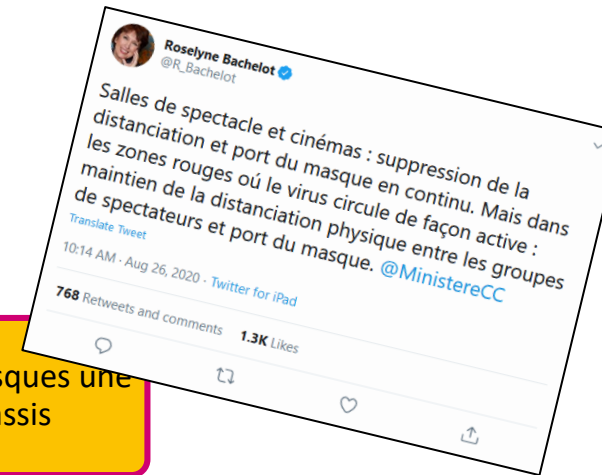 Roselyne Bachelot
@R_Bachelot
Salles de spectacle et cinémas : suppression de la
distanciation et port du masque en continu. Mais dans
les zones rouges oú le virus circule de façon active :
maintien de la distanciation physique entre les groupes
de spectateurs et port du masque. @MinistereCC
Translate Tweet
10:14 AM · Aug 26, 2020 · Twitter for iPad
768 Retweets and comments 1.3K Likes
une